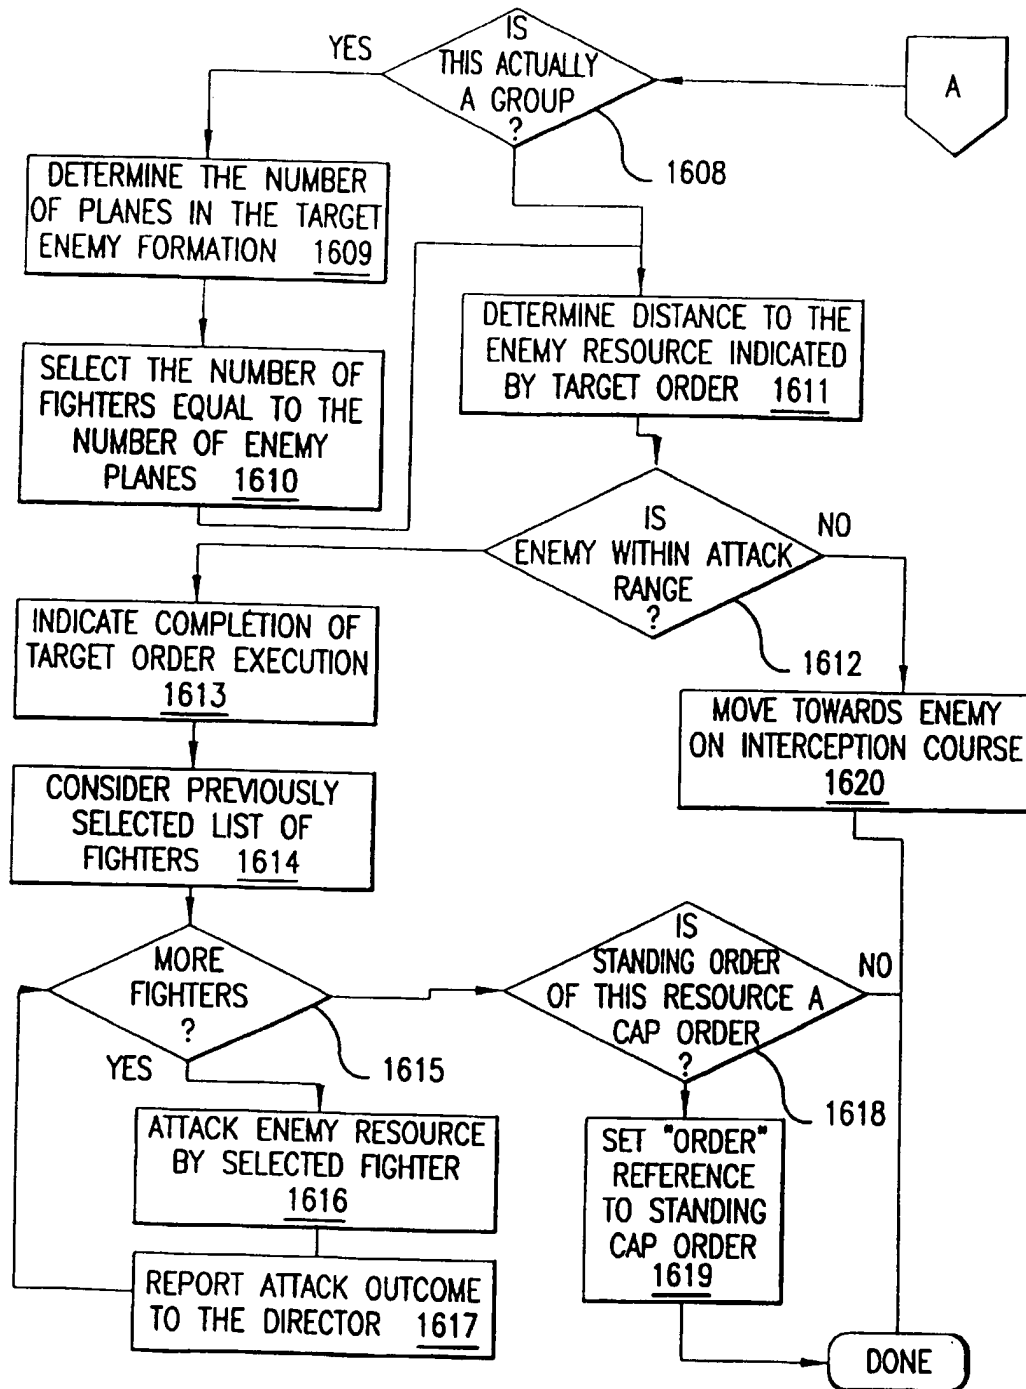 IS
THIS ACTUALLY
A GROUP
?
YES
A
1608
DETERMINE THE NUMBER
OF PLANES IN THE TARGET
ENEMY FORMATION 1609
SELECT THE NUMBER OF
FIGHTERS EQUAL TO THE
NUMBER OF ENEMY
PLANES 1610
DETERMINE DISTANCE TO THE
ENEMY RESOURCE INDICATED
BY TARGET ORDER 1611
IS
ENEMY WITHIN ATTACK
RANGE
?
NO
1612
INDICATE COMPLETION OF
TARGET ORDER EXECUTION
1613
MOVE TOWARDS ENEMY
ON INTERCEPTION COURSE
1620
CONSIDER PREVIOUSLY
SELECTED LIST OF
FIGHTERS 1614
MORE
FIGHTERS
?
YES
1615
IS
STANDING ORDER
OF THIS RESOURCE A
CAP ORDER
?
NO
1618
ATTACK ENEMY RESOURCE
BY SELECTED FIGHTER
1616
REPORT ATTACK OUTCOME
TO THE DIRECTOR 1617
SET "ORDER"
REFERENCE
TO STANDING
CAP ORDER
1619
DONE